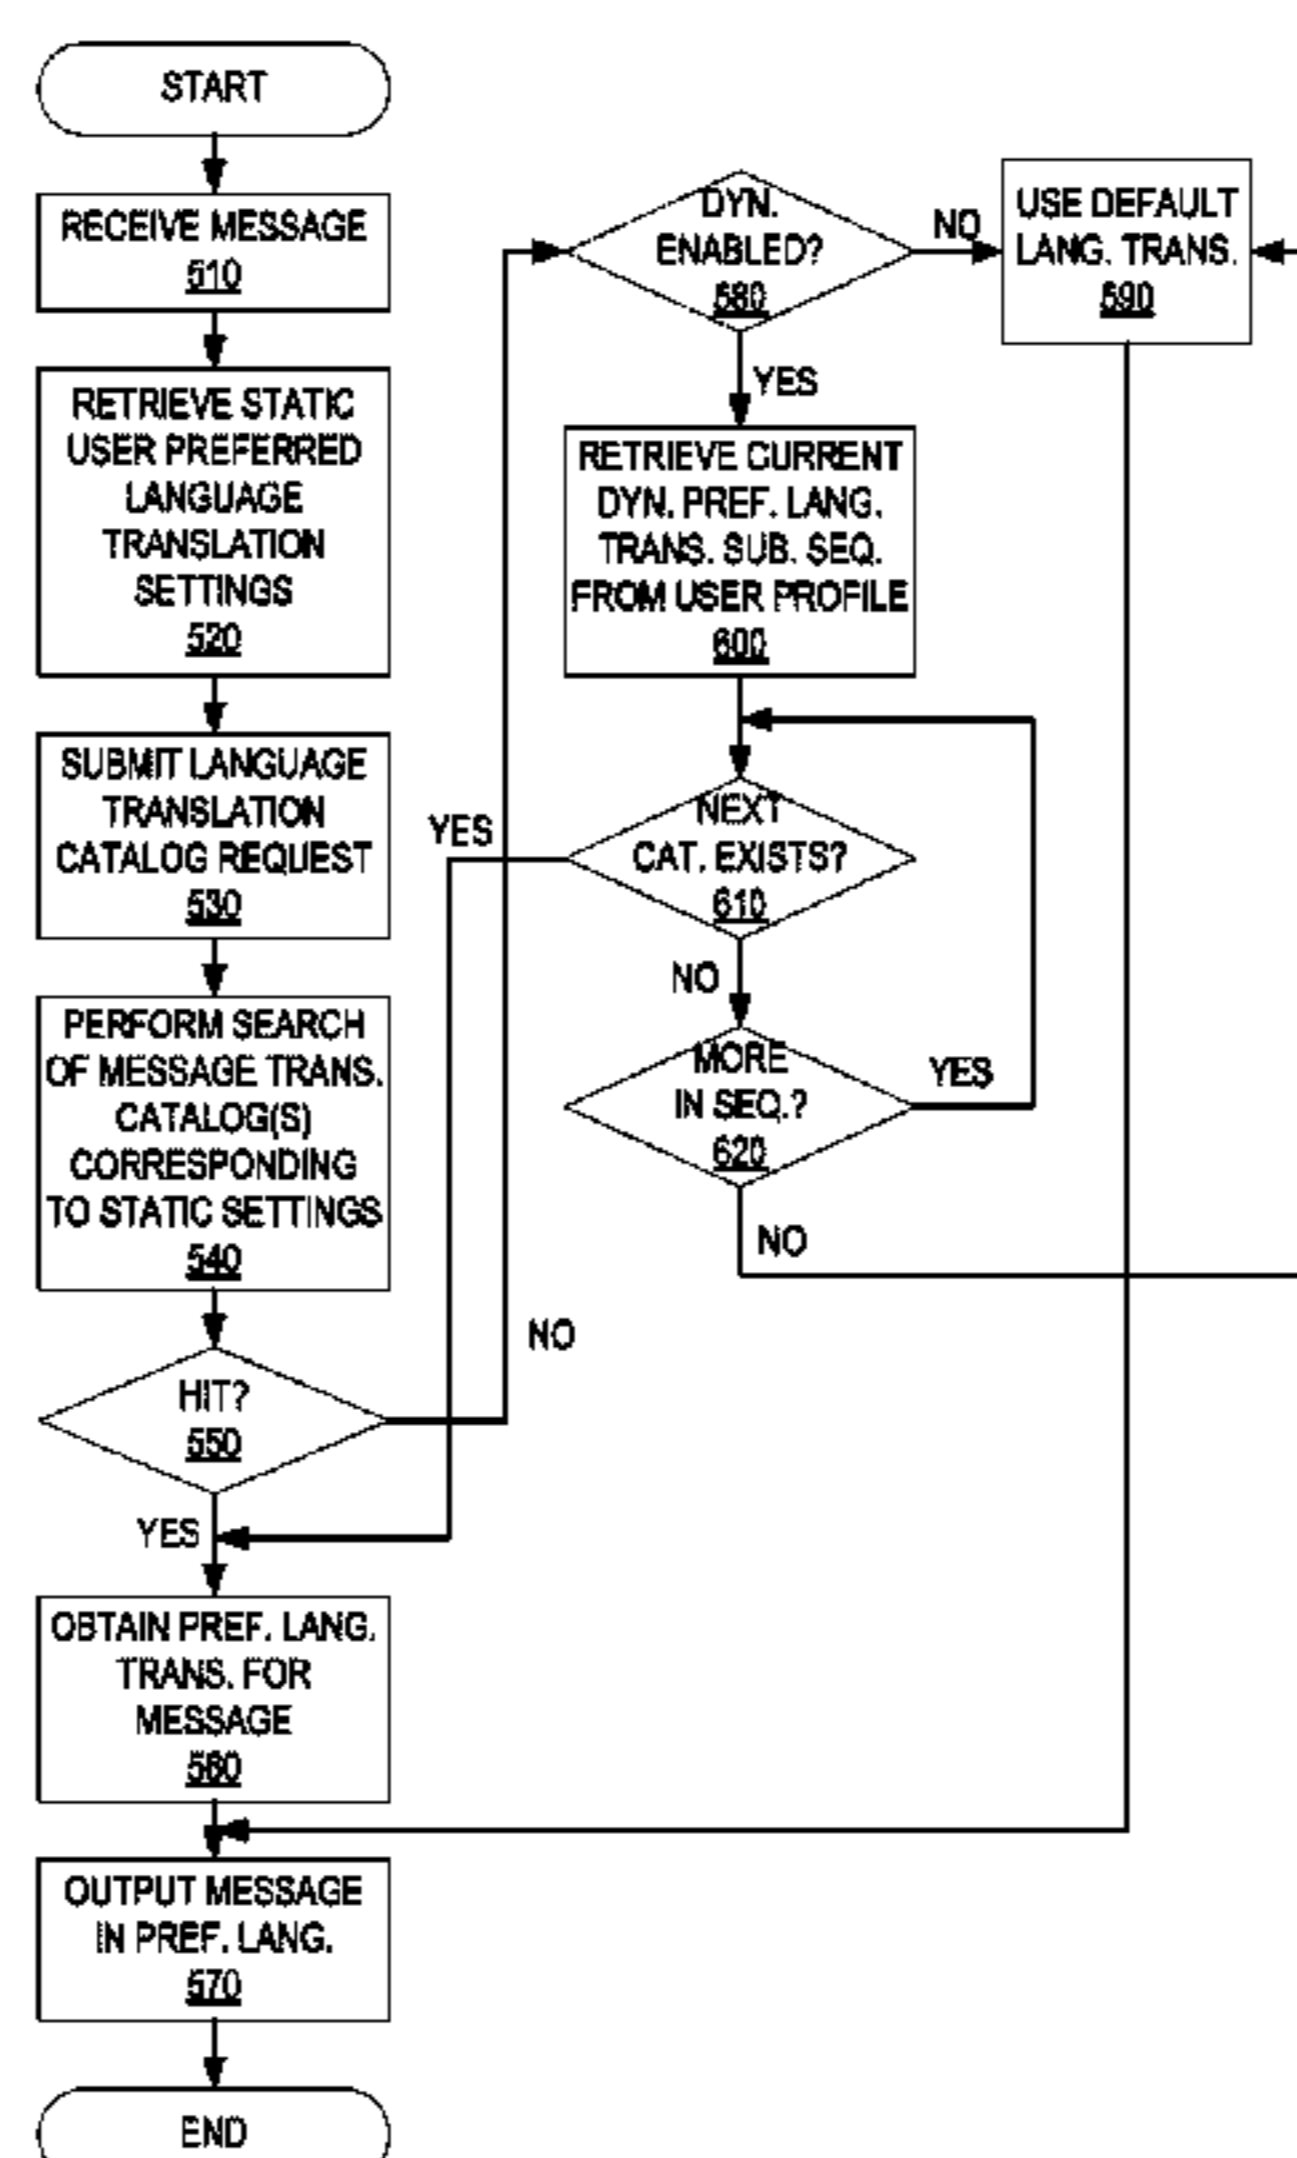 START
RECEIVE MESSAGE
510
RETRIEVE STATIC
USER PREFERRED
LANGUAGE
TRANSLATION
SETTINGS
520
SUBMIT LANGUAGE
TRANSLATION
CATALOG REQUEST
530
PERFORM SEARCH
OF MESSAGE TRANS.
CATALOG(S)
CORRESPONDING
TO STATIC SETTINGS
540
HIT?
550
NO
YES
OBTAIN PREF. LANG.
TRANS. FOR
MESSAGE
560
OUTPUT MESSAGE
IN PREF. LANG.
570
END
DYN.
ENABLED?
580
NO
YES
USE DEFAULT
LANG. TRANS.
590
RETRIEVE CURRENT
DYN. PREF. LANG.
TRANS. SUB. SEQ.
FROM USER PROFILE
600
NEXT
CAT. EXISTS?
610
YES
NO
MORE
IN SEQ.?
620
YES
NO